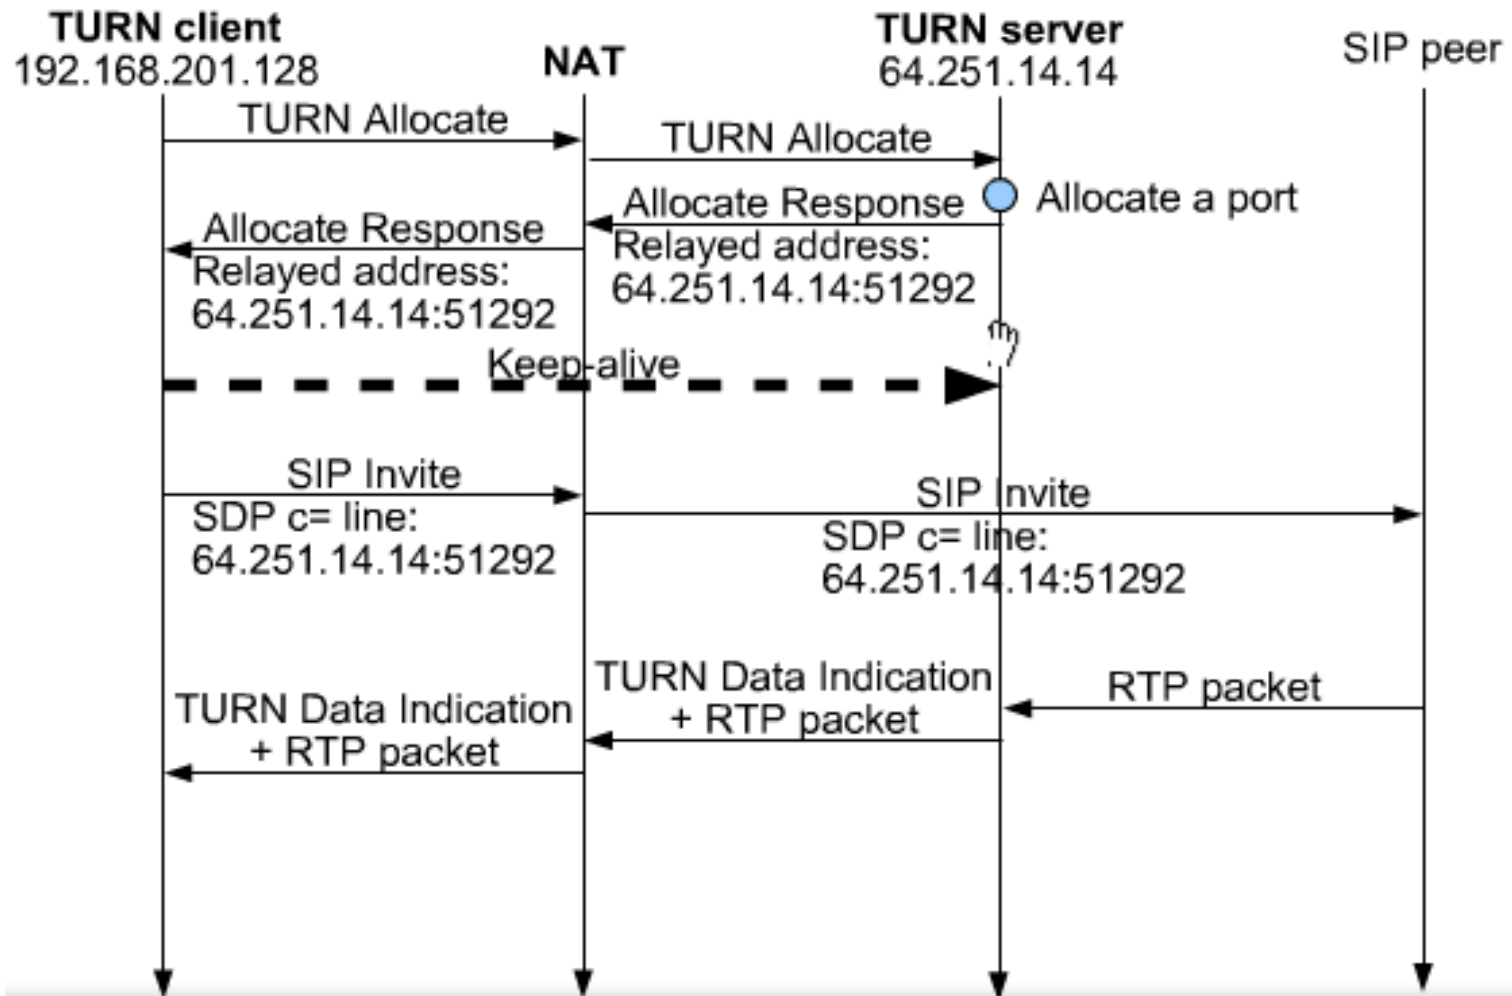 TURN client
192.168.201.128
NAT
TURN server
64.251.14.14
SIP peer
TURN Allocate
TURN Allocate
Allocate a port
Allocate Response
Relayed address:
64.251.14.14:51292
Allocate Response
Relayed address:
64.251.14.14:51292
Keep-alive
SIP Invite
SDP c= line:
64.251.14.14:51292
SIP Invite
SDP c= line:
64.251.14.14:51292
RTP packet
TURN Data Indication
+ RTP packet
TURN Data Indication
+ RTP packet